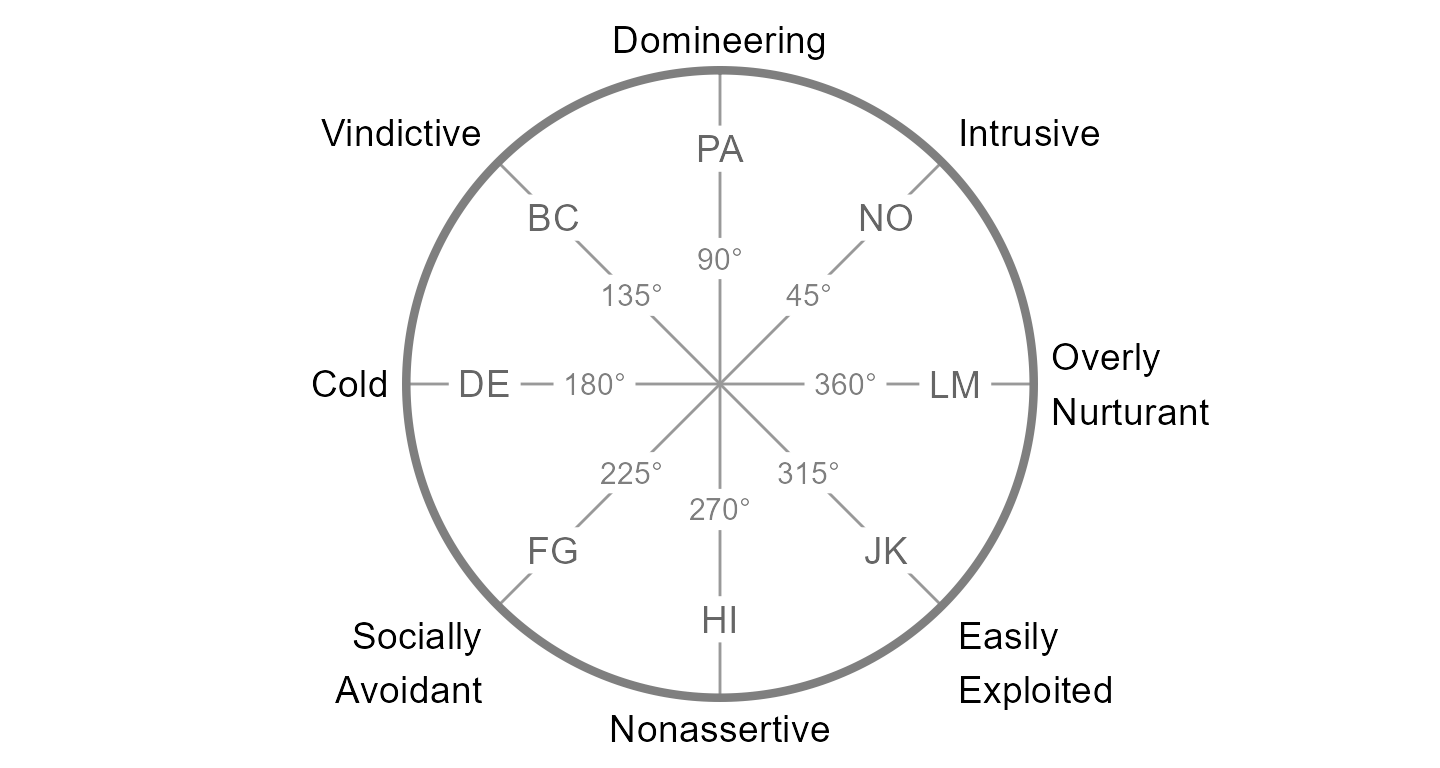 Domineering
Vindictive
Intrusive
PA
BC
NO
90°
135°
45°
Overly
Nurturant
Cold
DE
180°
360°
LM
225°
315°
270°
FG
JK
HI
Socially
Avoidant
Easily
Exploited
Nonassertive